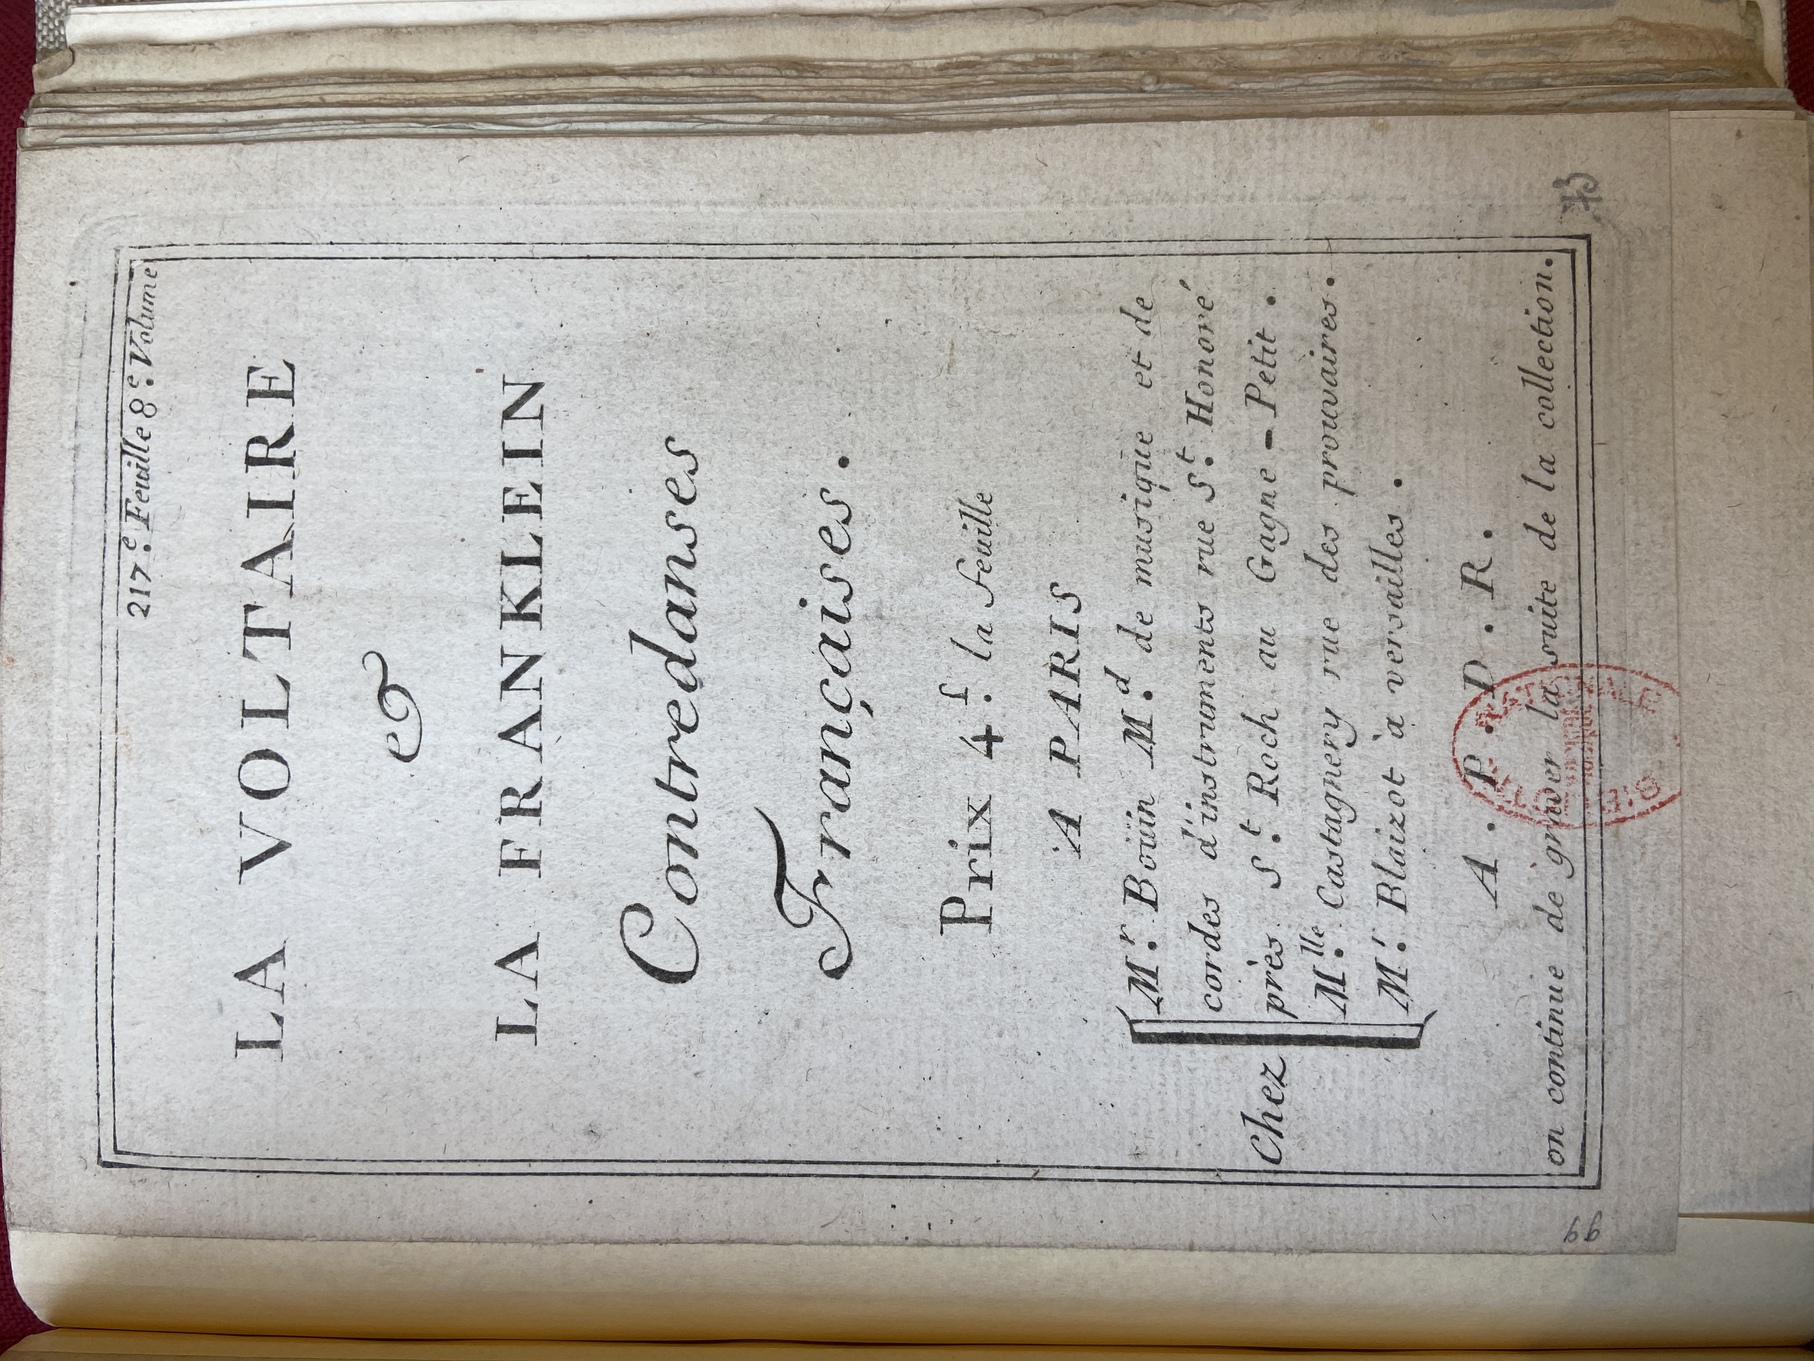 217.e Feuille 8.e Volume
LA VOLTAIRE
&
LA FRANKLEIN
Contredanses
Françaises.
Prix 4.f la feuille
A PARIS
Chez
M.r Boüin M.d de musique et de
cordes d'instruments rue S.t Honoré
près S.t Roch au Gagne-Petit.
M.lle Castagnery rue des prouvaires.
M.r Blaizot à versailles.
A. P. D. R.
on continue de graver la suite de la collection.